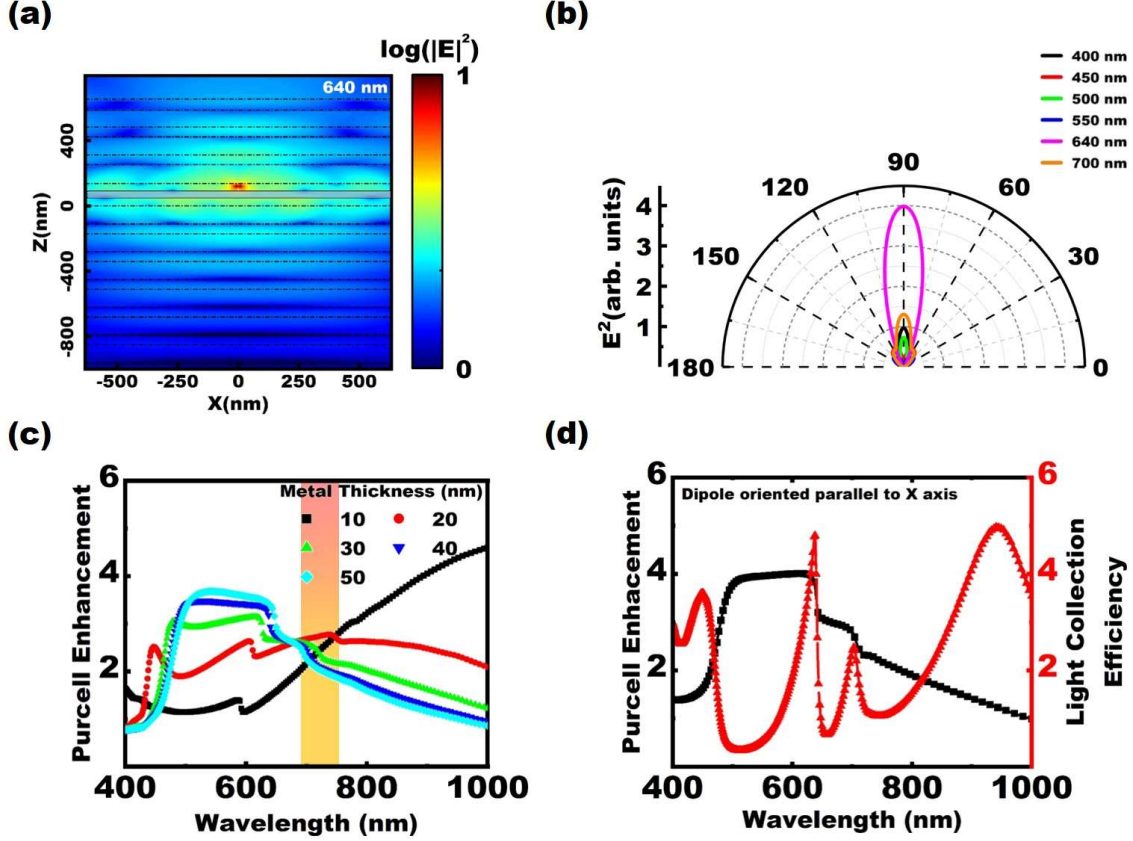 (a)
log(|E|²)
1
640 nm
400
0
-400
-800
Z(nm)
-500
-250
0
250
500
X(nm)
0
(b)
400 nm
450 nm
500 nm
550 nm
640 nm
700 nm
90
120
60
150
30
180
0
4
3
2
1
E²(arb. units)
(c)
6
4
2
Purcell Enhancement
Metal Thickness (nm)
10
20
30
40
50
400
600
800
1000
Wavelength (nm)
(d)
6
4
2
Purcell Enhacement
Dipole oriented parallel to X axis
6
4
2
Light Collection
Efficiency
400
600
800
1000
Wavelength (nm)